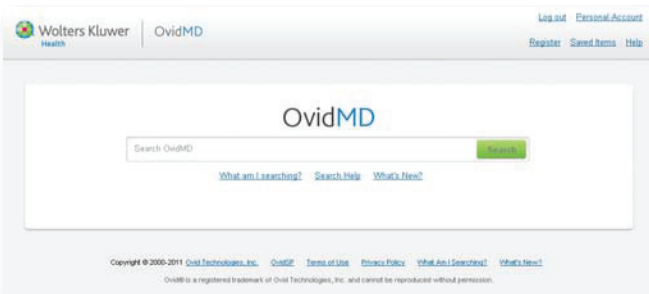 Log out Personal Account
Wolters Kluwer OvidMD
Health
Register Saved Items Help
OvidMD
Search OvidMD Search
What am I searching? Search Help What's New?
Copyright © 2000-2011 Ovid Technologies, Inc. OvidSP Terms of Use Privacy Policy What Am I Searching? What's New?
Ovid® is a registered trademark of Ovid Technologies, Inc. and cannot be reproduced without permission.